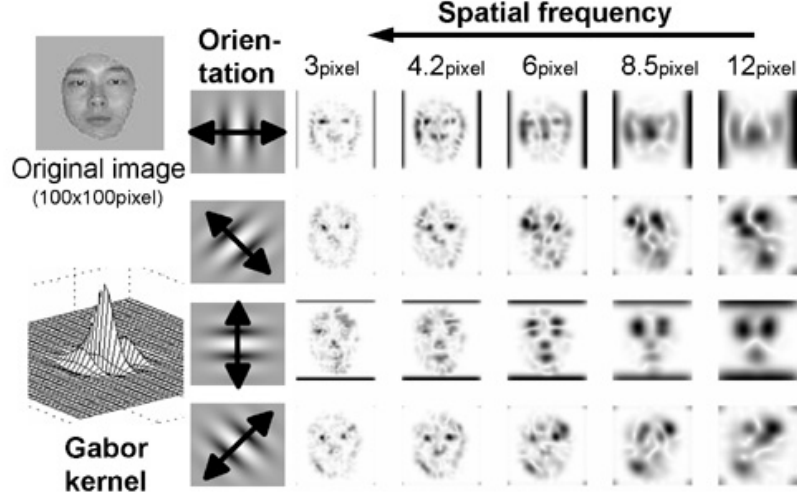 Spatial frequency
Orien-
tation
3pixel
4.2pixel
6pixel
8.5pixel
12pixel
Original image
(100x100pixel)
Gabor
kernel